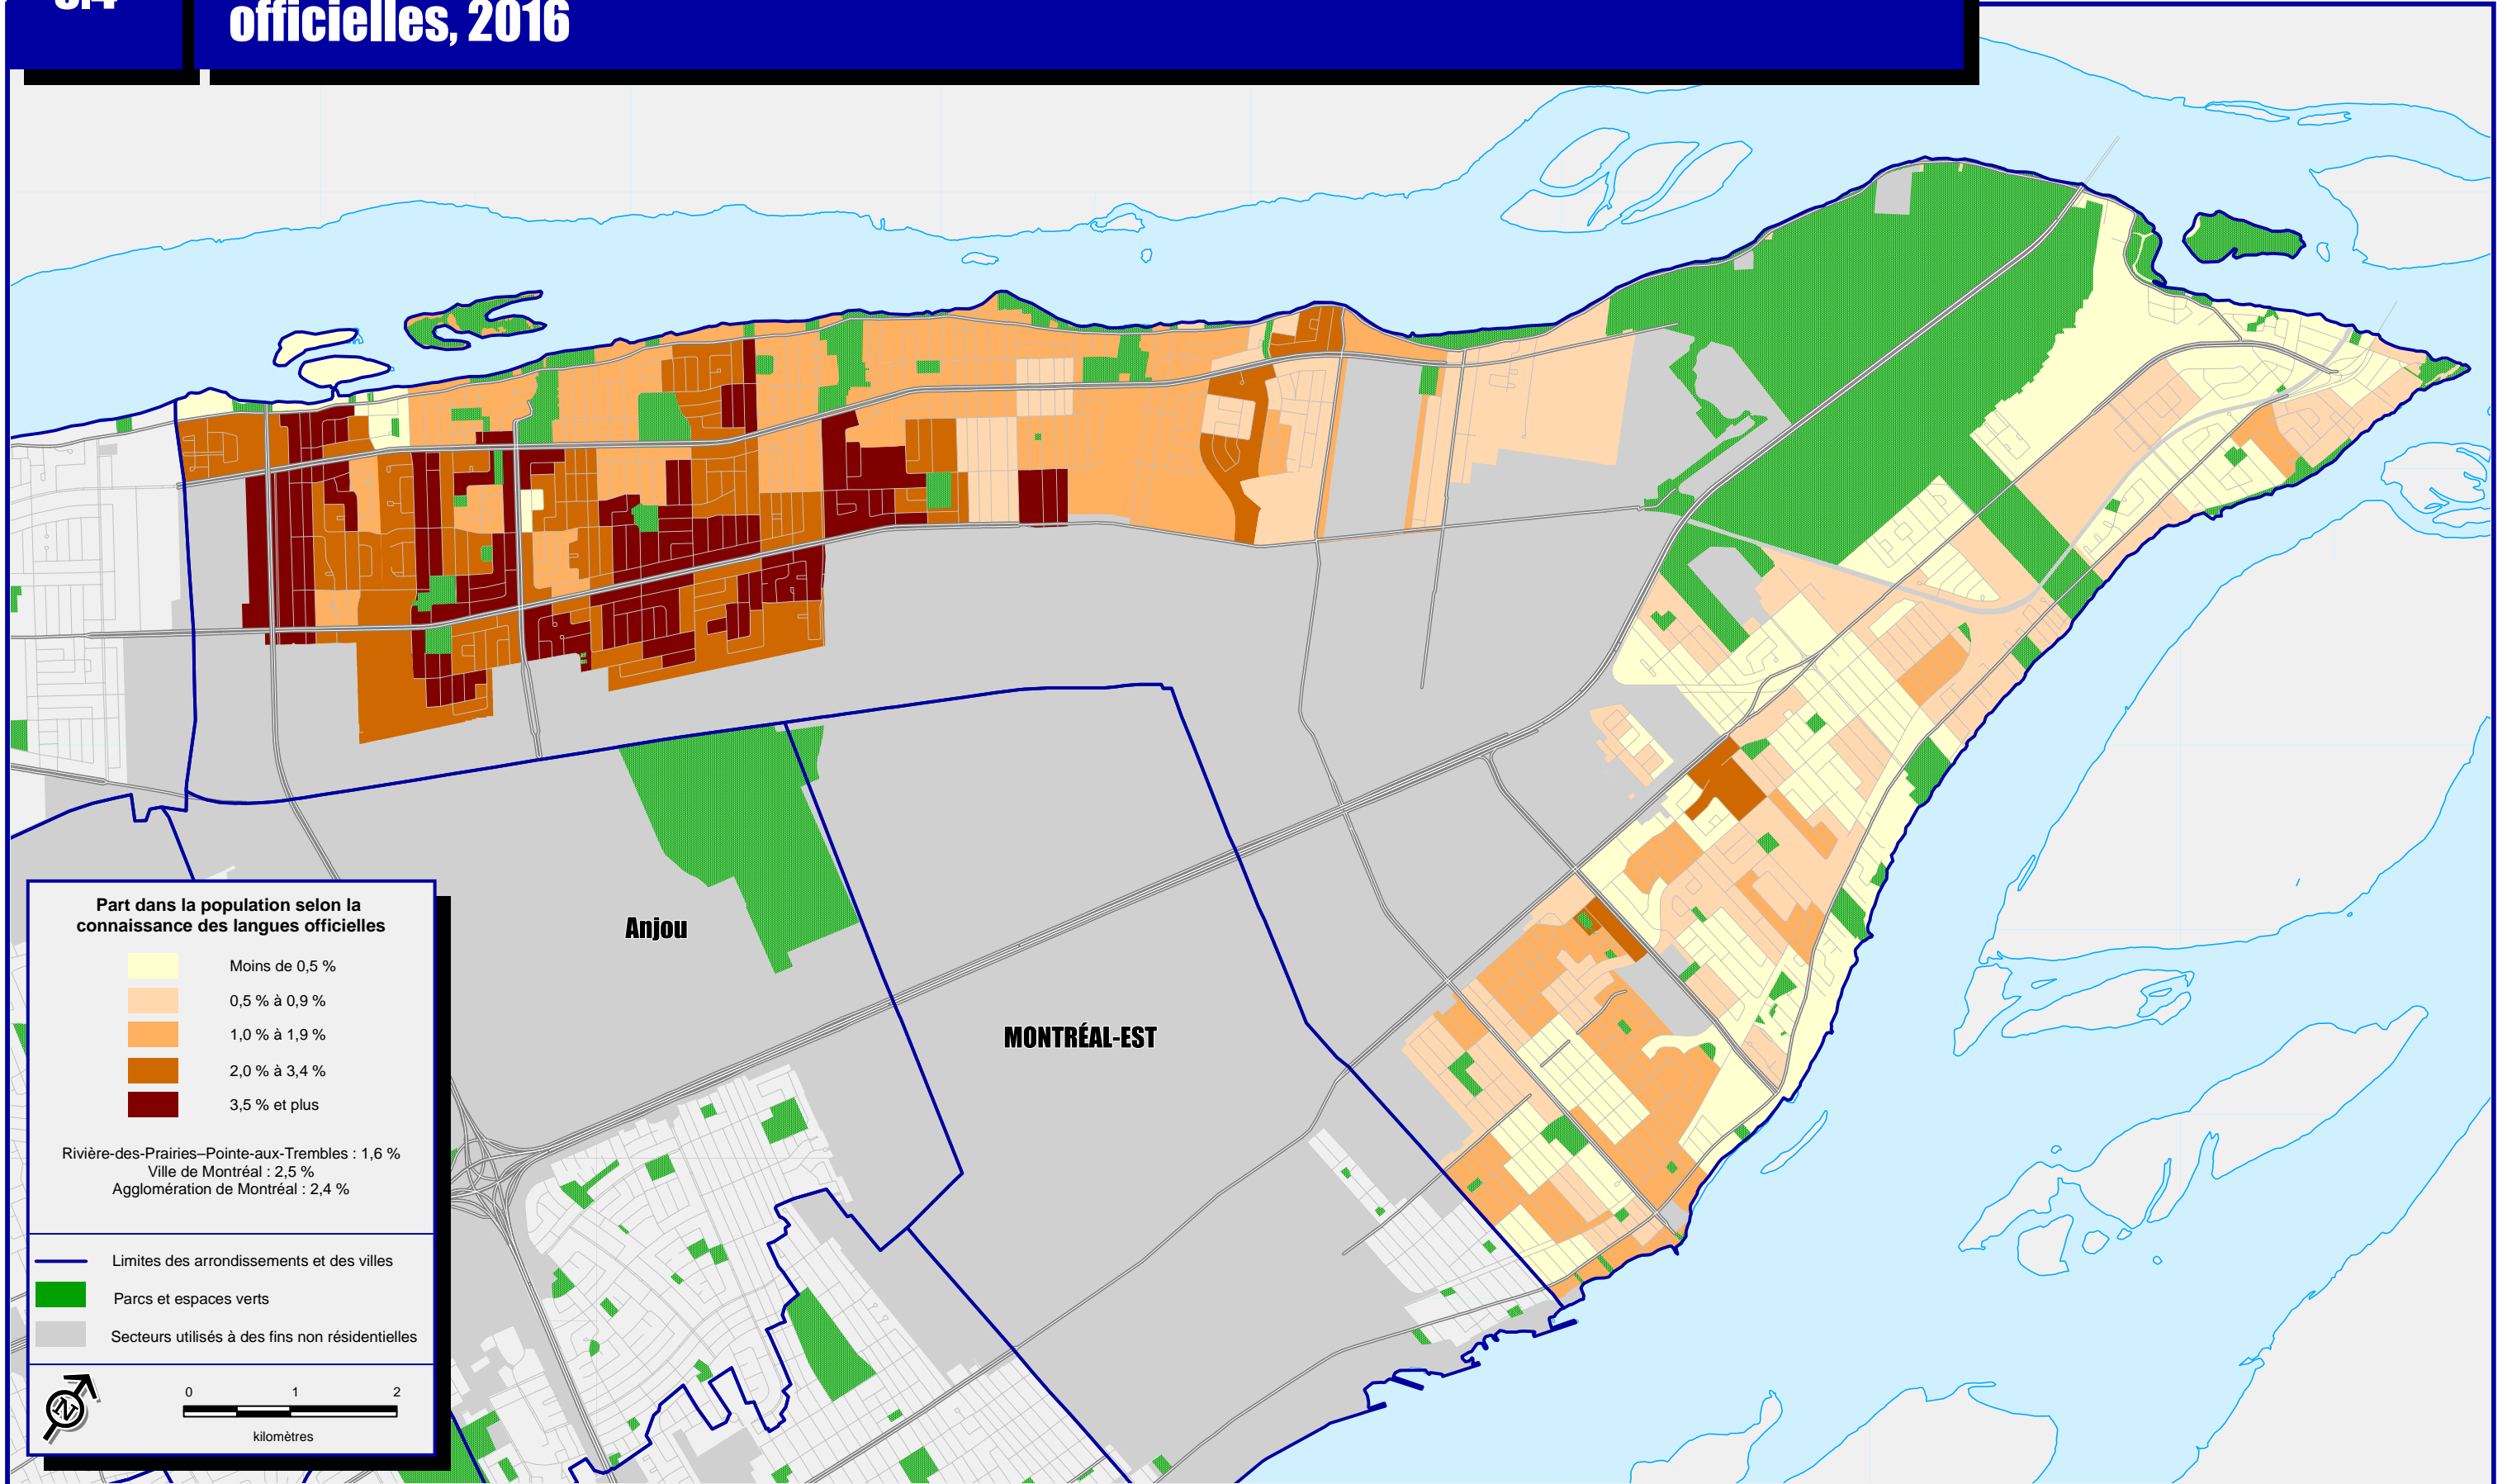 officielles, 2016
Anjou
MONTRÉAL-EST
Part dans la population selon la
connaissance des langues officielles
Moins de 0,5 %
0,5 % à 0,9 %
1,0 % à 1,9 %
2,0 % à 3,4 %
3,5 % et plus
Rivière-des-Prairies–Pointe-aux-Trembles : 1,6 %
Ville de Montréal : 2,5 %
Agglomération de Montréal : 2,4 %
Limites des arrondissements et des villes
Parcs et espaces verts
Secteurs utilisés à des fins non résidentielles
N
0 1 2
kilomètres